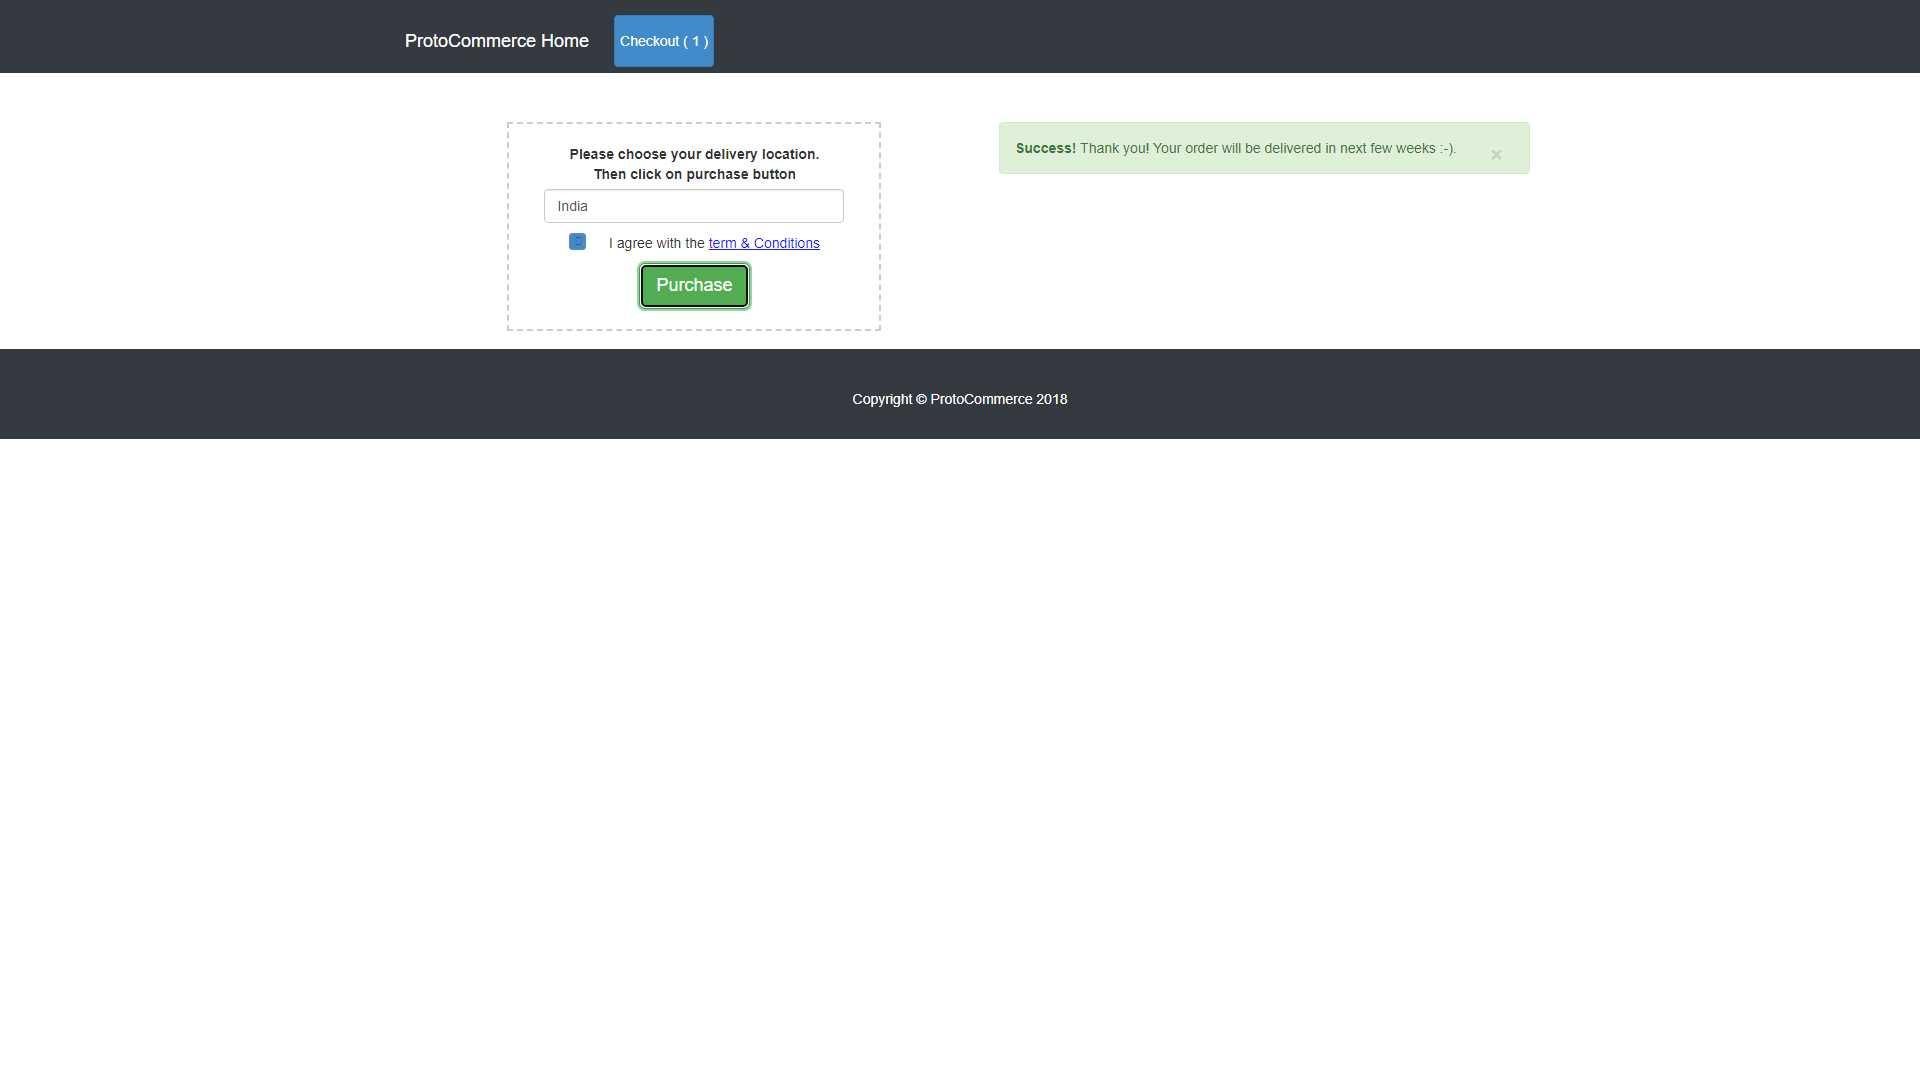 ProtoCommerce Home
Checkout ( 1 )
Please choose your delivery location.
Then click on purchase button
India
I agree with the term & Conditions
Purchase
Success! Thank you! Your order will be delivered in next few weeks :-).
×
Copyright © ProtoCommerce 2018